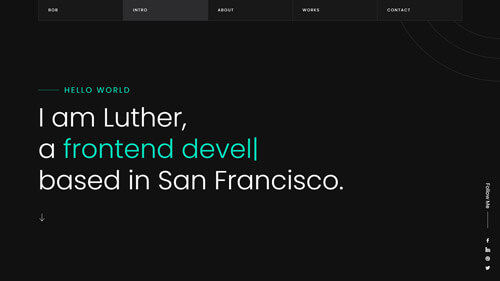 BOB
INTRO
ABOUT
WORKS
CONTACT
HELLO WORLD
I am Luther,
a frontend devel|
based in San Francisco.
Follow Me